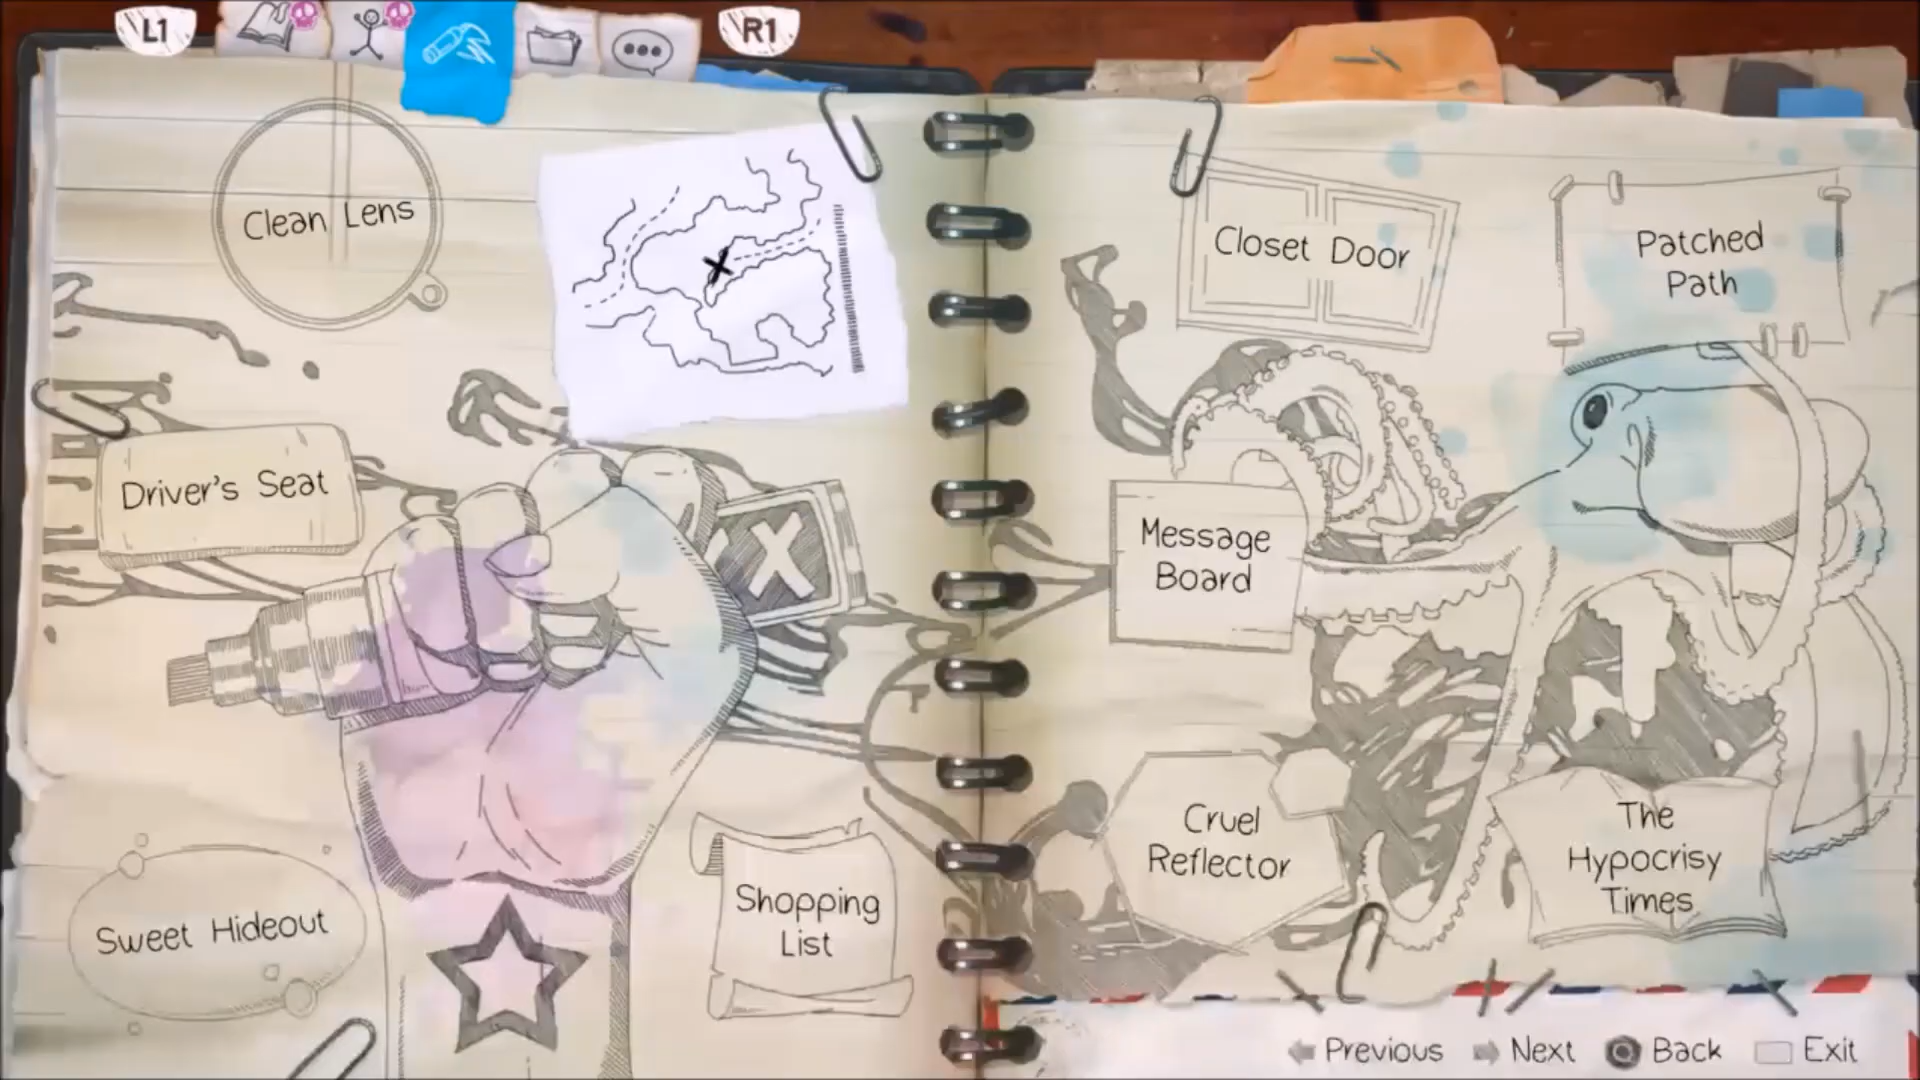 L1
R1
Clean Lens
X
Driver's Seat
X
Sweet Hideout
Shopping
List
Closet Door
Patched
Path
Message
Board
Cruel
Reflector
The
Hypocrisy
Times
Previous
Next
Back
Exit